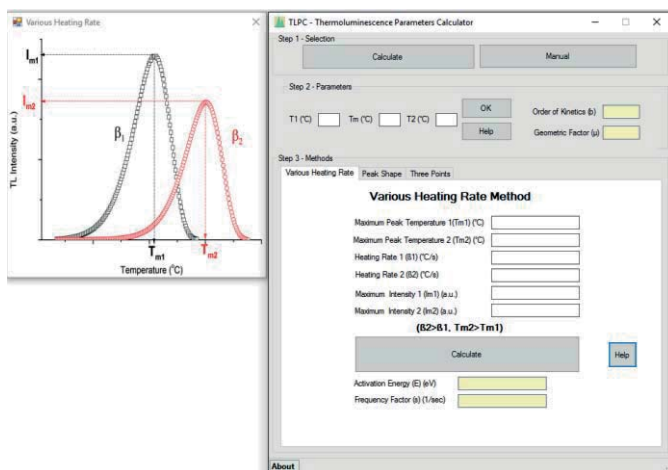 Various Heating Rate
I m1
I m2
β1
β2
TL Intensity (a.u.)
T m1
T m2
Temperature (°C)
TLPC - Thermoluminescence Parameters Calculator
Step 1 - Selection
Calculate
Manual
Step 2 - Parameters
T1 (°C)
Tm (°C)
T2 (°C)
OK
Help
Order of Kinetics (b)
Geometric Factor (μ)
Step 3 - Methods
Various Heating Rate
Peak Shape
Three Points
Various Heating Rate Method
Maximum Peak Temperature 1(Tm1) (°C)
Maximum Peak Temperature 2 (Tm2) (°C)
Heating Rate 1 (ß1) (°C/s)
Heating Rate 2 (ß2) (°C/s)
Maximum Intensity 1 (Im1) (a.u.)
Maximum Intensity 2 (Im2) (a.u.)
(ß2>ß1, Tm2>Tm1)
Calculate
Help
Activation Energy (E) (eV)
Frequency Factor (s) (1/sec)
About